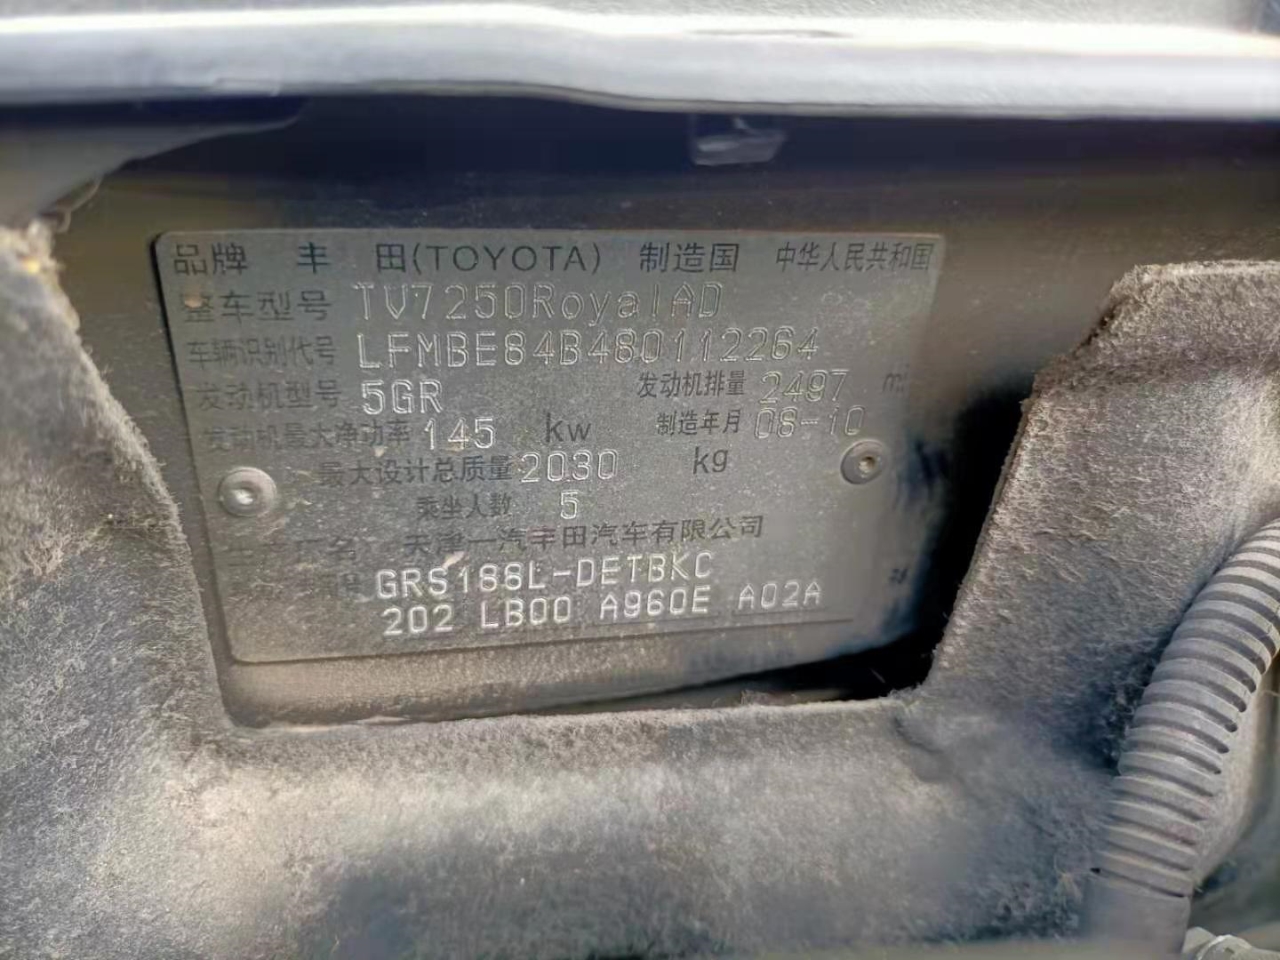 品牌 丰 田(TOYOTA) 制造国 中华人民共和国
整车型号 TV7250RoyalAD
车辆识别代号 LFMBE84B480112264
发动机型号 5GR 发动机排量 2497 ml
发动机最大净功率 145 kw 制造年月 08-10
最大设计总质量 2030 kg
乘坐人数 5
名 天津一汽丰田汽车有限公司
GRS188L-DETBKC
202 LB00 A960E A02A